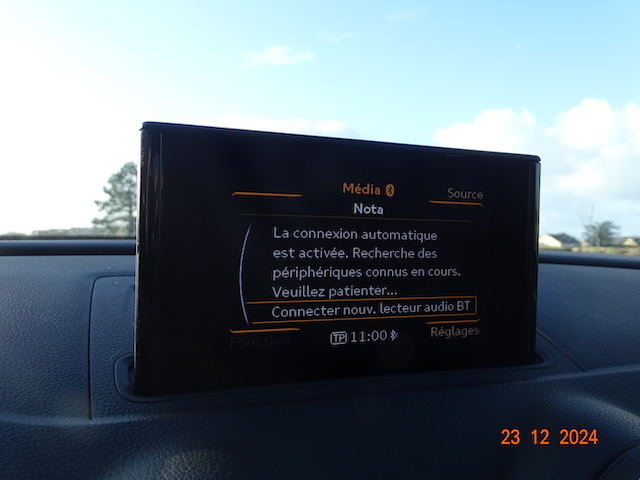 Média
Source
Nota
La connexion automatique
est activée. Recherche des
périphériques connus en cours.
Veuillez patienter...
Connecter nouv. lecteur audio BT
Fonction
TP 11:00
Réglages
23 12 2024